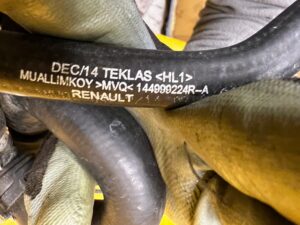 DEC/14 TEKLAS <HL1>
MUALLIMKOY >MVQ< 144999224R-A
RENAULT